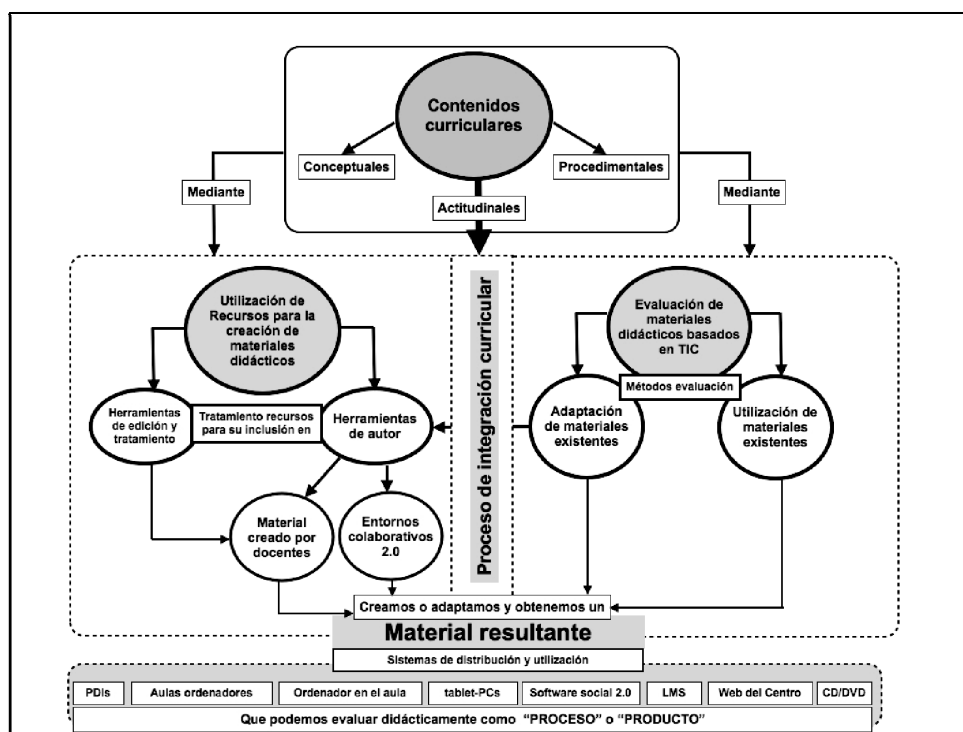 Contenidos
curriculares
Conceptuales
Procedimentales
Actitudinales
Mediante
Mediante
Utilización de
Recursos para la
creación de
materiales
didácticos
Herramientas
de edición y
tratamiento
Tratamiento recursos
para su inclusión en
Herramientas
de autor
Material
creado por
docentes
Entornos
colaborativos
2.0
Proceso de integración curricular
Evaluación de
materiales
didácticos basados
en TIC
Métodos evaluación
Adaptación
de materiales
existentes
Utilización de
materiales
existentes
Creamos o adaptamos y obtenemos un
Material resultante
Sistemas de distribución y utilización
PDIs
Aulas ordenadores
Ordenador en el aula
tablet-PCs
Software social 2.0
LMS
Web del Centro
CD/DVD
Que podemos evaluar didácticamente como “PROCESO” o “PRODUCTO”